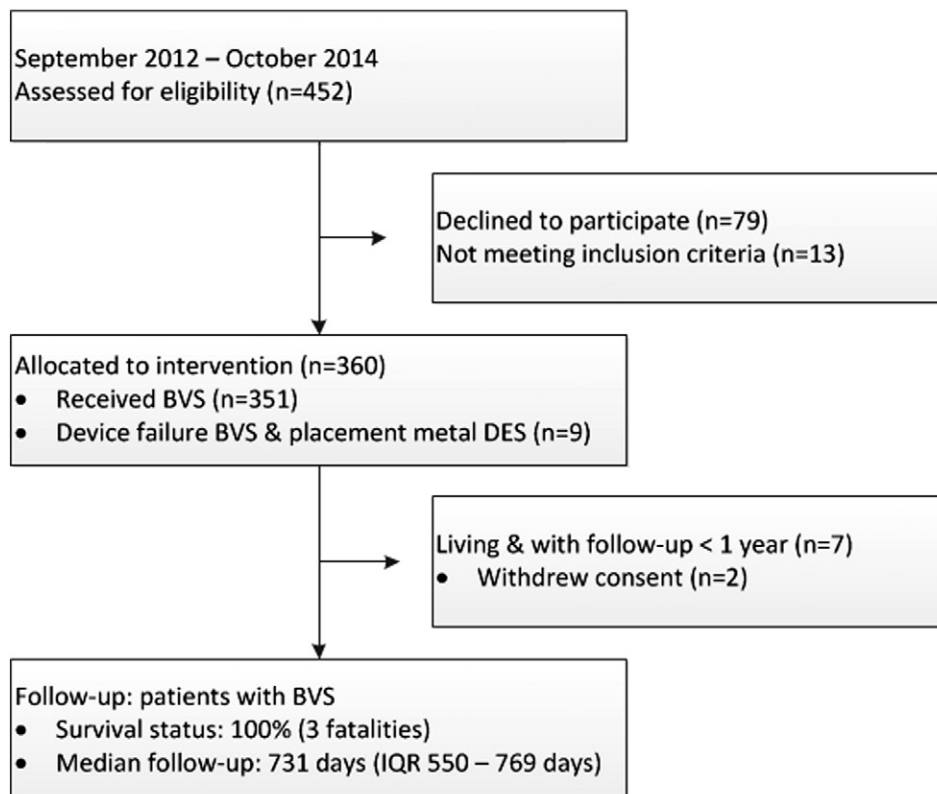 September 2012 – October 2014
Assessed for eligibility (n=452)
Declined to participate (n=79)
Not meeting inclusion criteria (n=13)
Allocated to intervention (n=360)
• Received BVS (n=351)
• Device failure BVS & placement metal DES (n=9)
Living & with follow-up < 1 year (n=7)
• Withdrew consent (n=2)
Follow-up: patients with BVS
• Survival status: 100% (3 fatalities)
• Median follow-up: 731 days (IQR 550 – 769 days)